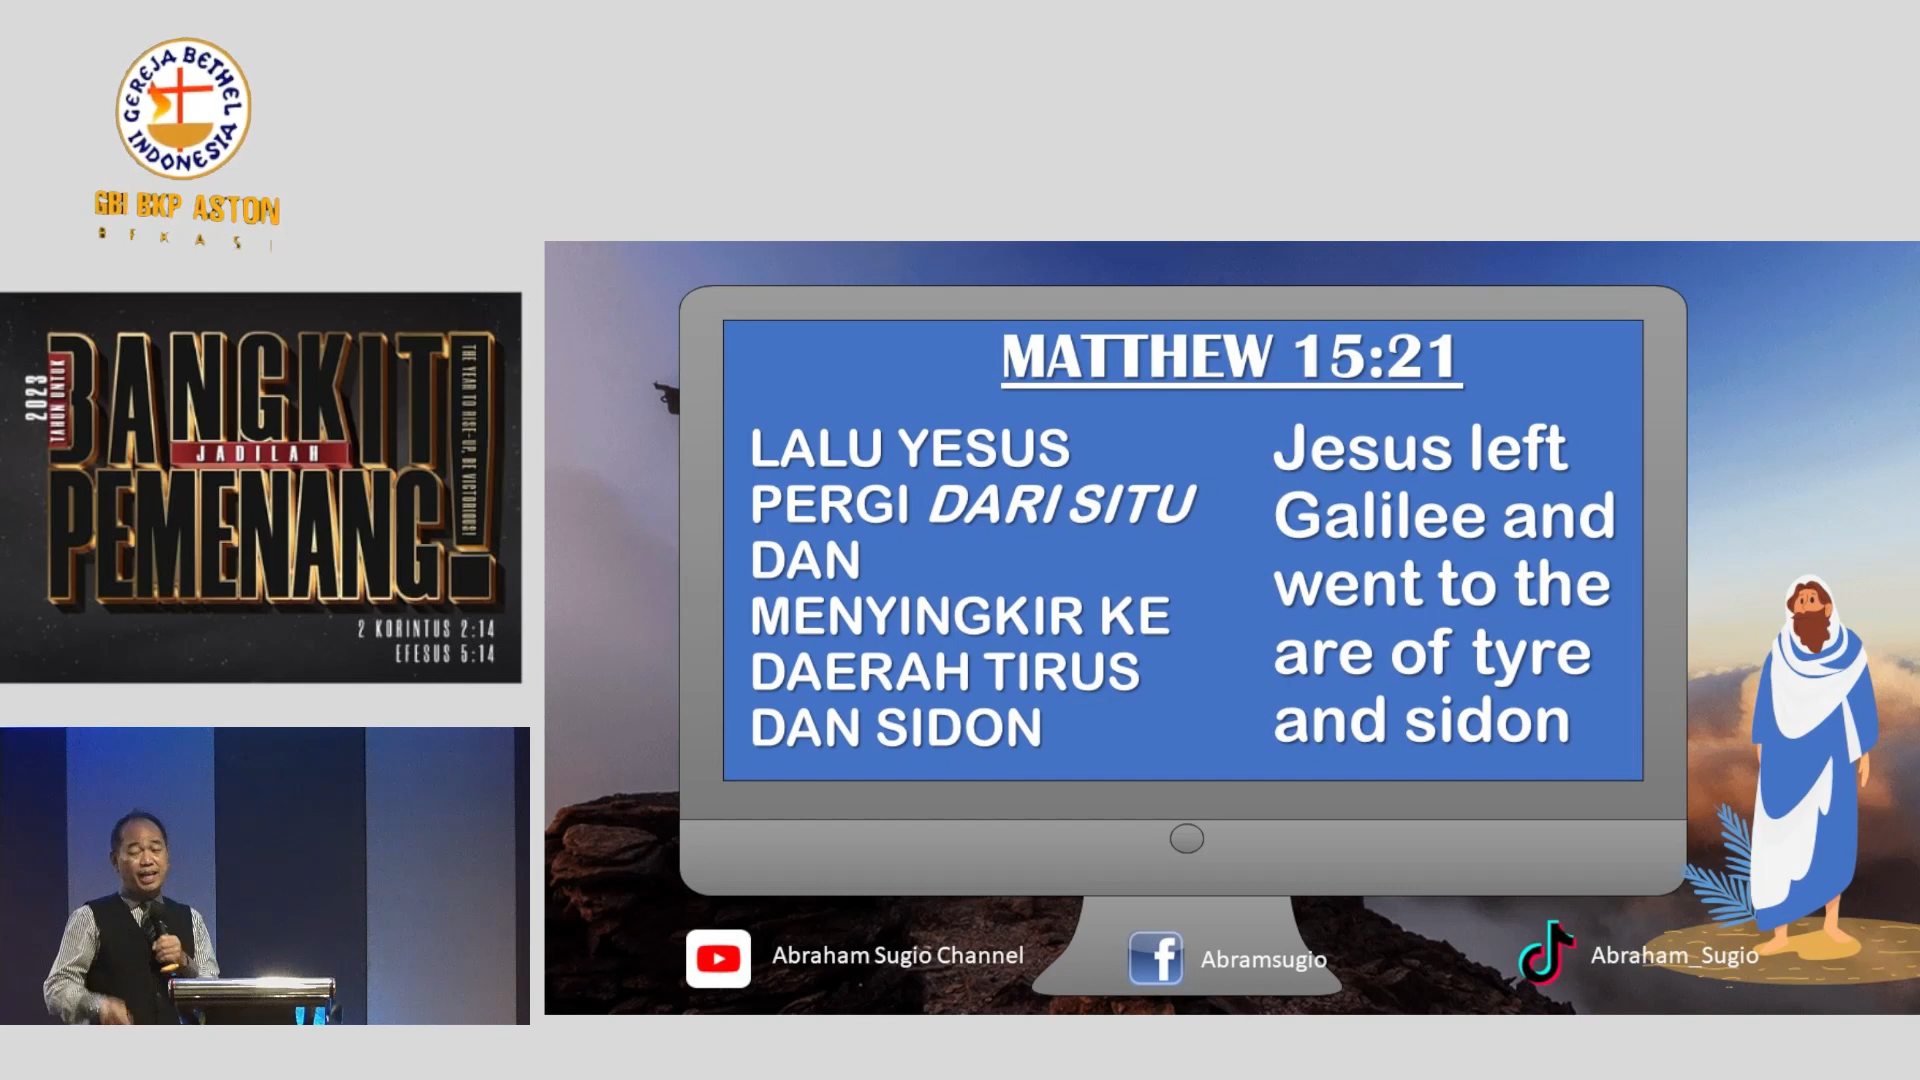 GEREJA BETHEL
INDONESIA
GBI BKP ASTON
BEKASI
2023
TAHUN UNTUK
BANGKIT
JADILAH
PEMENANG!
THE YEAR TO RISE-UP, BE VICTORIOUS!
2 KORINTUS 2:14
EFESUS 5:14
MATTHEW 15:21
LALU YESUS
PERGI DARI SITU
DAN
MENYINGKIR KE
DAERAH TIRUS
DAN SIDON
Jesus left
Galilee and
went to the
are of tyre
and sidon
Abraham Sugio Channel
f
Abramsugio
Abraham_Sugio